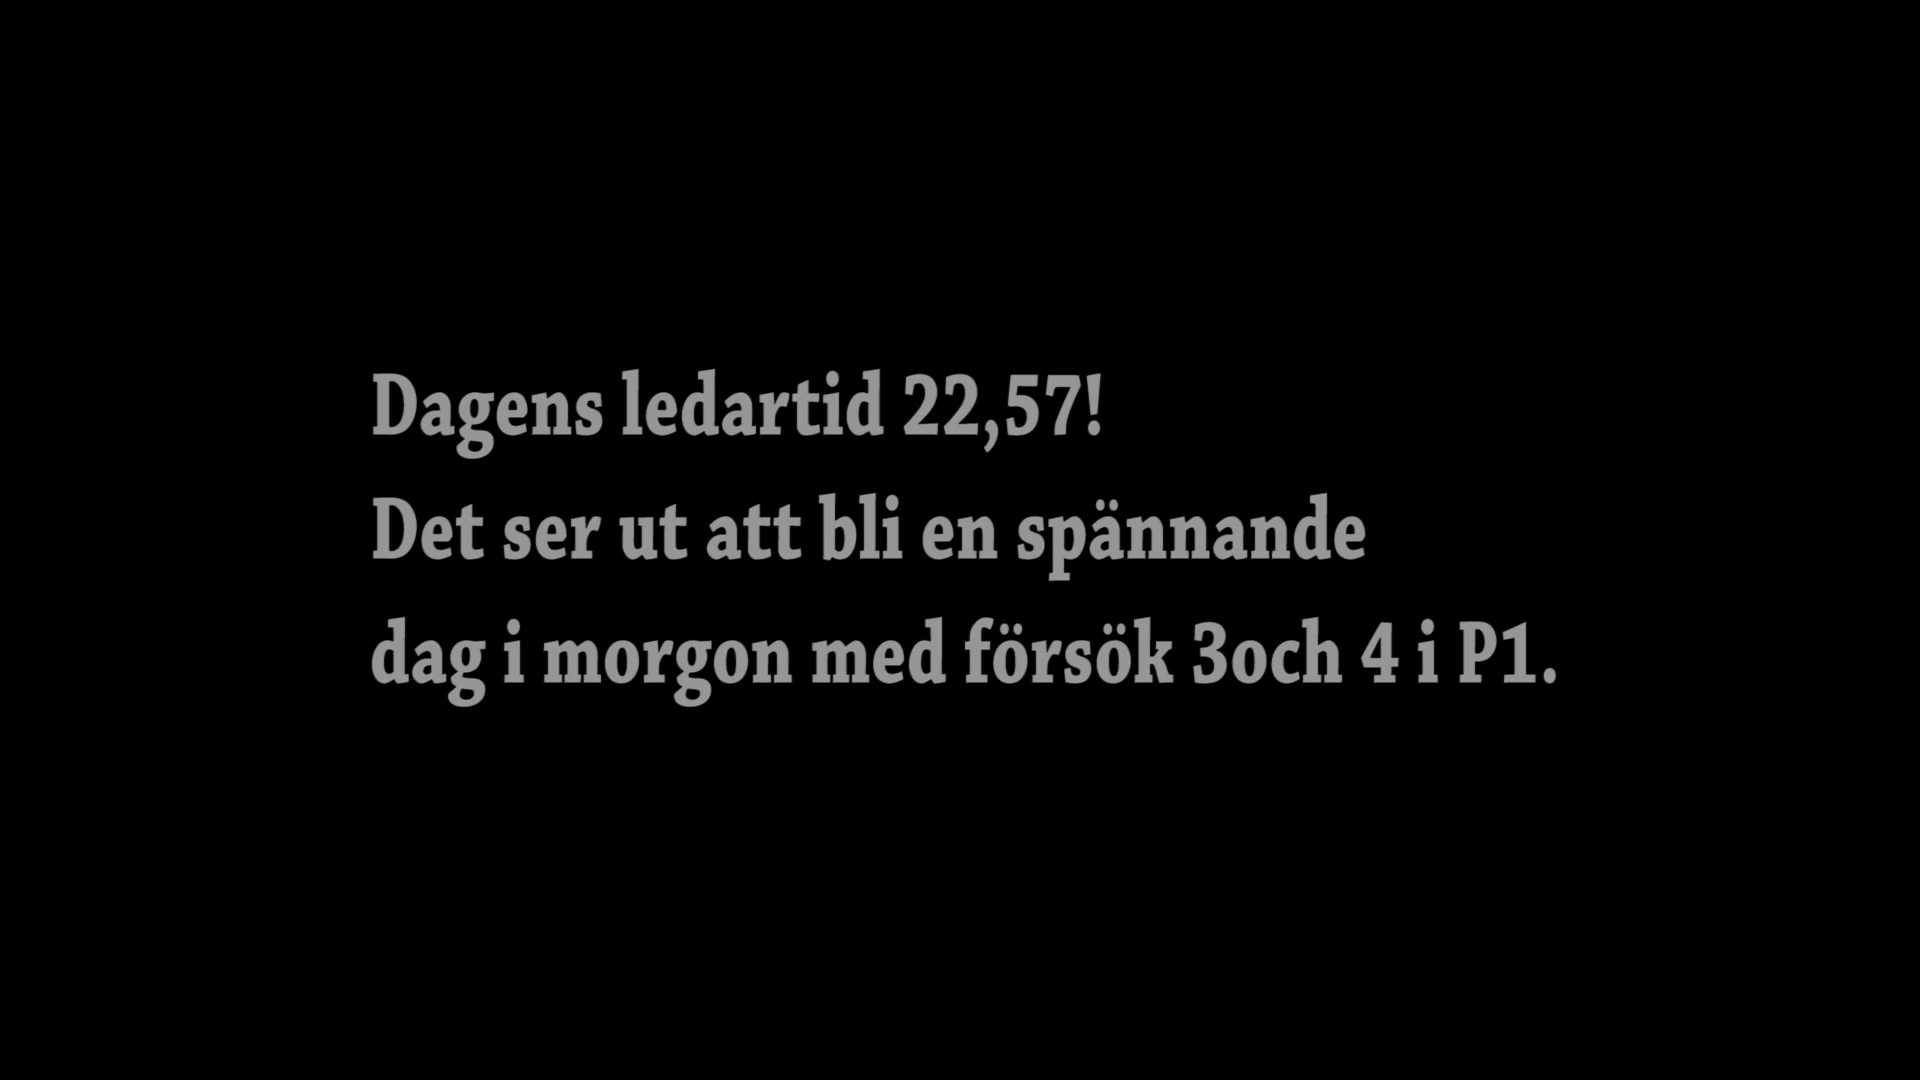 Dagens ledartid 22,57!
Det ser ut att bli en spännande
dag i morgon med försök 3och 4 i P1.